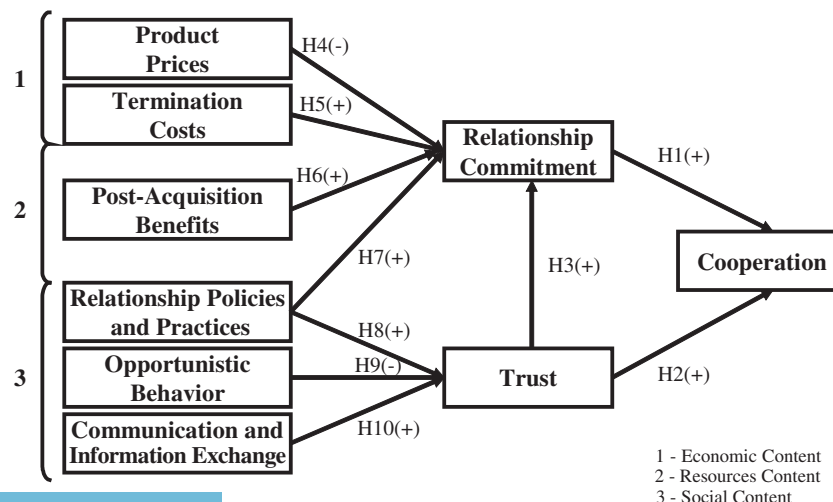 Product
Prices
H4(-)
1
Termination
Costs
H5(+)
Relationship
Commitment
H1(+)
H6(+)
2
Post-Acquisition
Benefits
H7(+)
H3(+)
Cooperation
Relationship Policies
and Practices
H8(+)
3
Opportunistic
Behavior
H9(-)
Trust
H2(+)
Communication and
Information Exchange
H10(+)
1 - Economic Content
2 - Resources Content
3 - Social Content